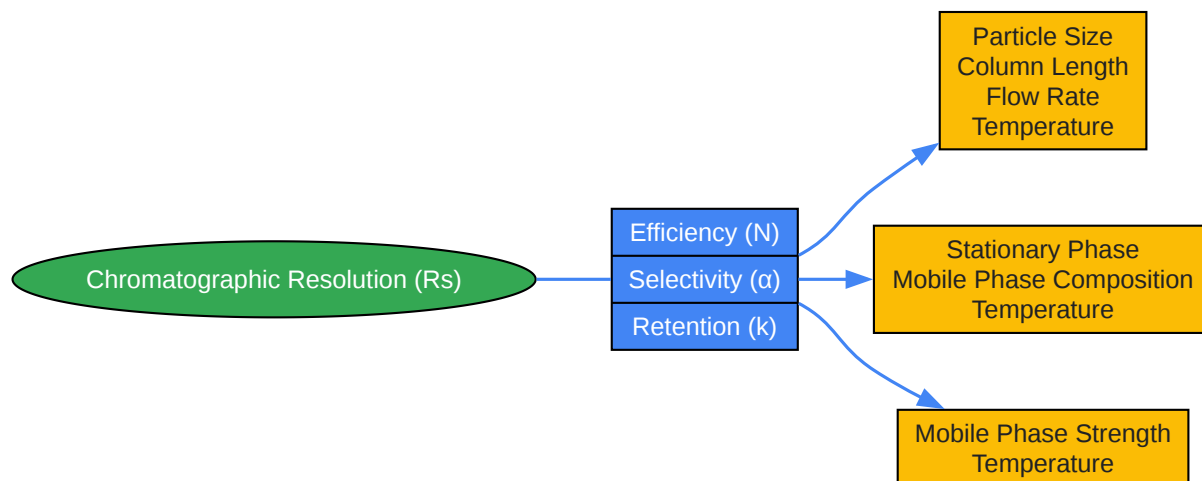 Chromatographic Resolution (Rs)
Efficiency (N)
Selectivity (α)
Retention (k)
Particle Size
Column Length
Flow Rate
Temperature
Stationary Phase
Mobile Phase Composition
Temperature
Mobile Phase Strength
Temperature